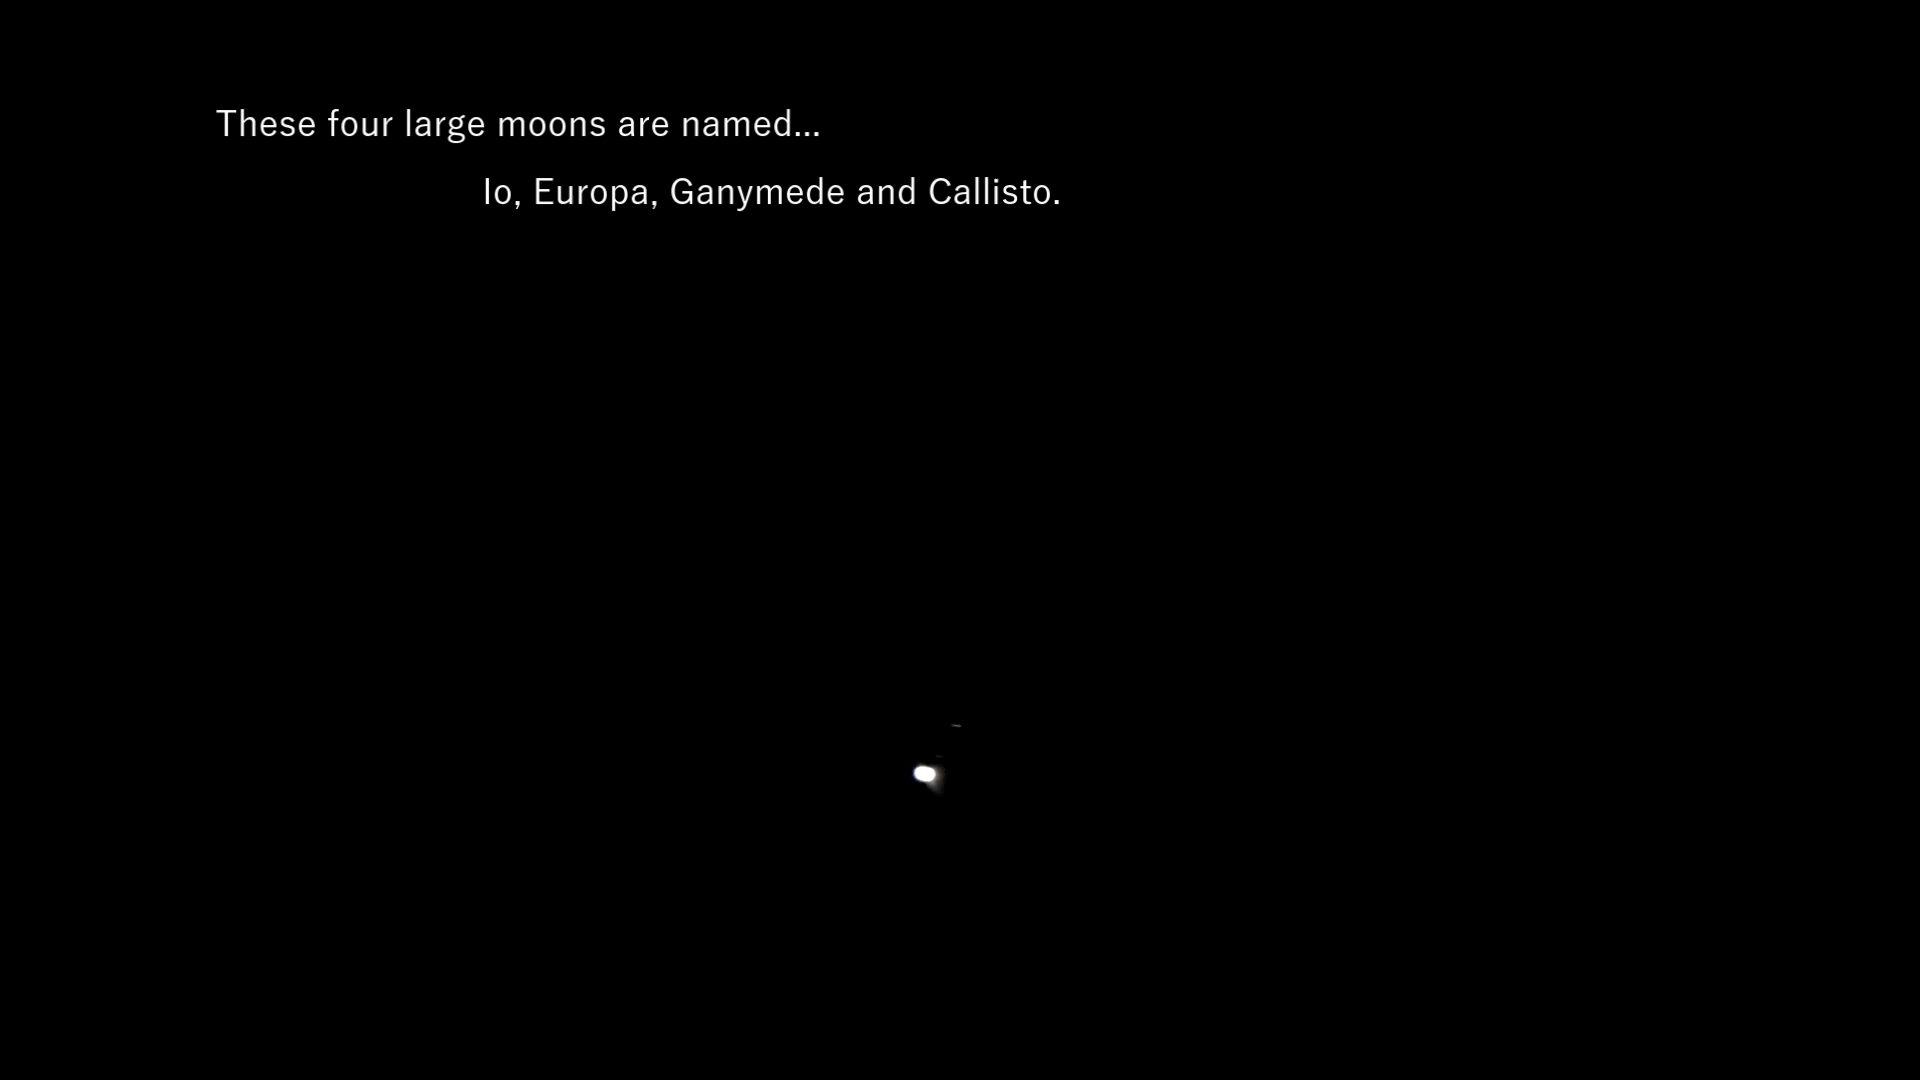 These four large moons are named...
Io, Europa, Ganymede and Callisto.